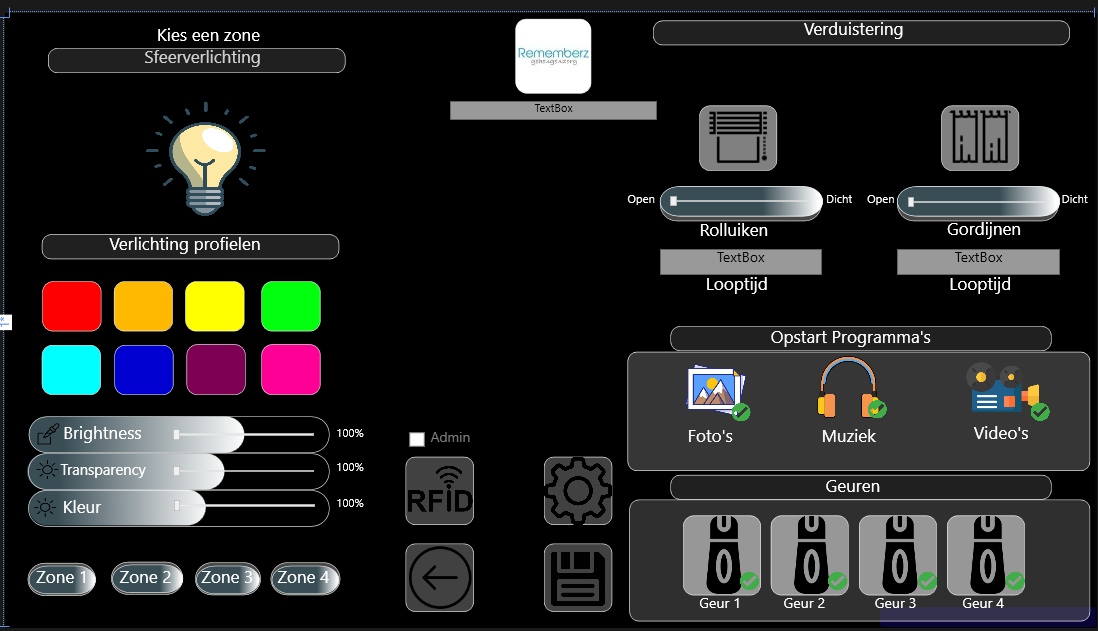 Kies een zone
Sfeerverlichting
Verlichting profielen
Brightness
100%
Transparency
100%
Kleur
100%
Zone 1
Zone 2
Zone 3
Zone 4
Rememberz
geheugenzorg
TextBox
Admin
RFID
Verduistering
Open
Dicht
Rolluiken
TextBox
Looptijd
Open
Dicht
Gordijnen
TextBox
Looptijd
Opstart Programma's
Foto's
Muziek
Video's
Geuren
Geur 1
Geur 2
Geur 3
Geur 4